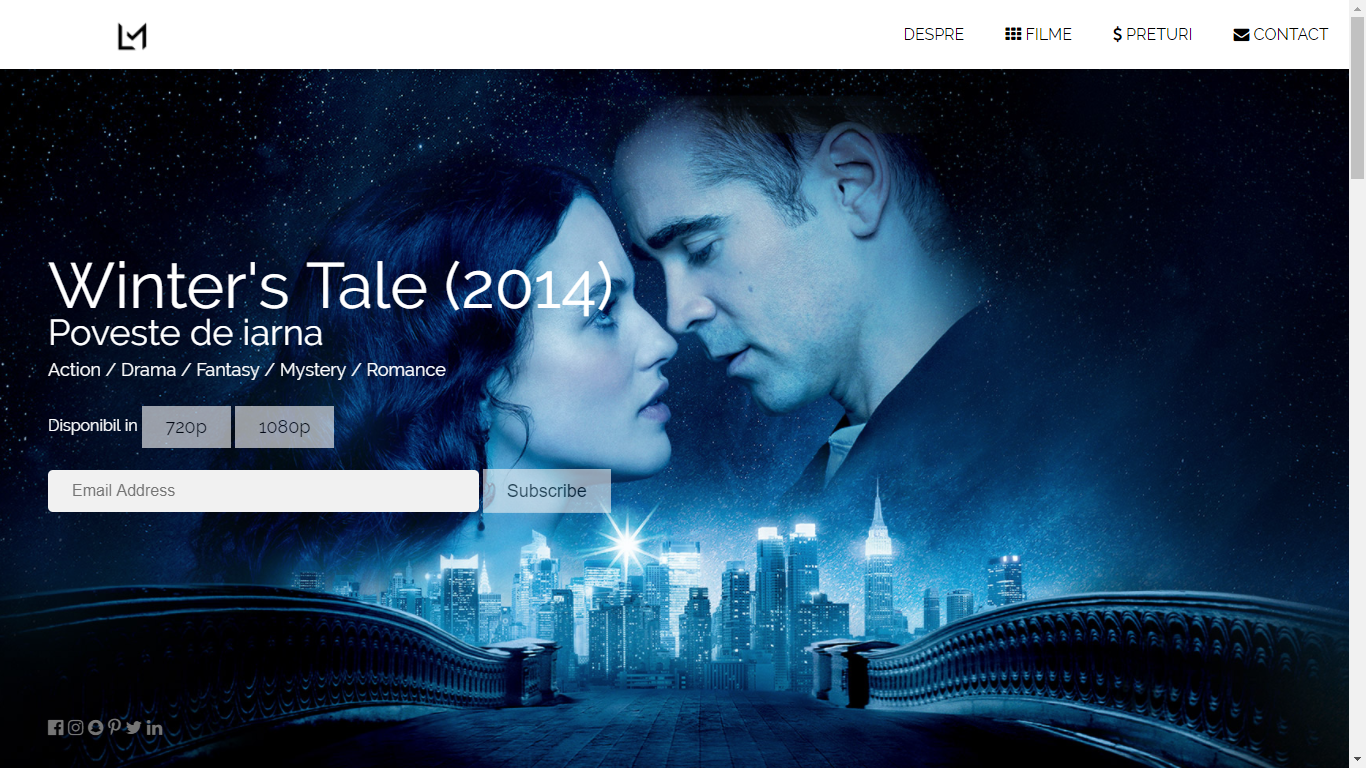 LM
DESPRE FILME $ PRETURI CONTACT
Winter's Tale (2014)
Poveste de iarna
Action / Drama / Fantasy / Mystery / Romance
Disponibil in 720p 1080p
Email Address Subscribe